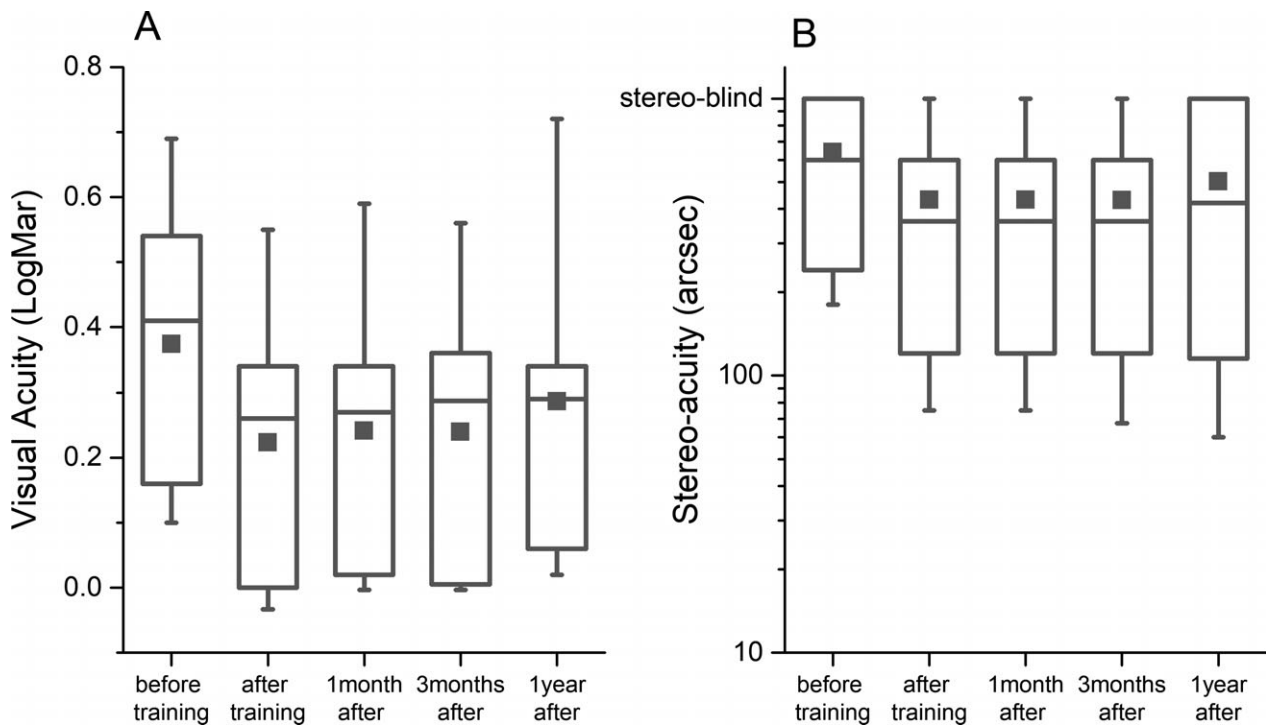 A
Visual Acuity (LogMar)
0.8
0.6
0.4
0.2
0.0
before
training
after
training
1month
after
3months
after
1year
after
B
Stereo-acuity (arcsec)
stereo-blind
100
10
before
training
after
training
1month
after
3months
after
1year
after